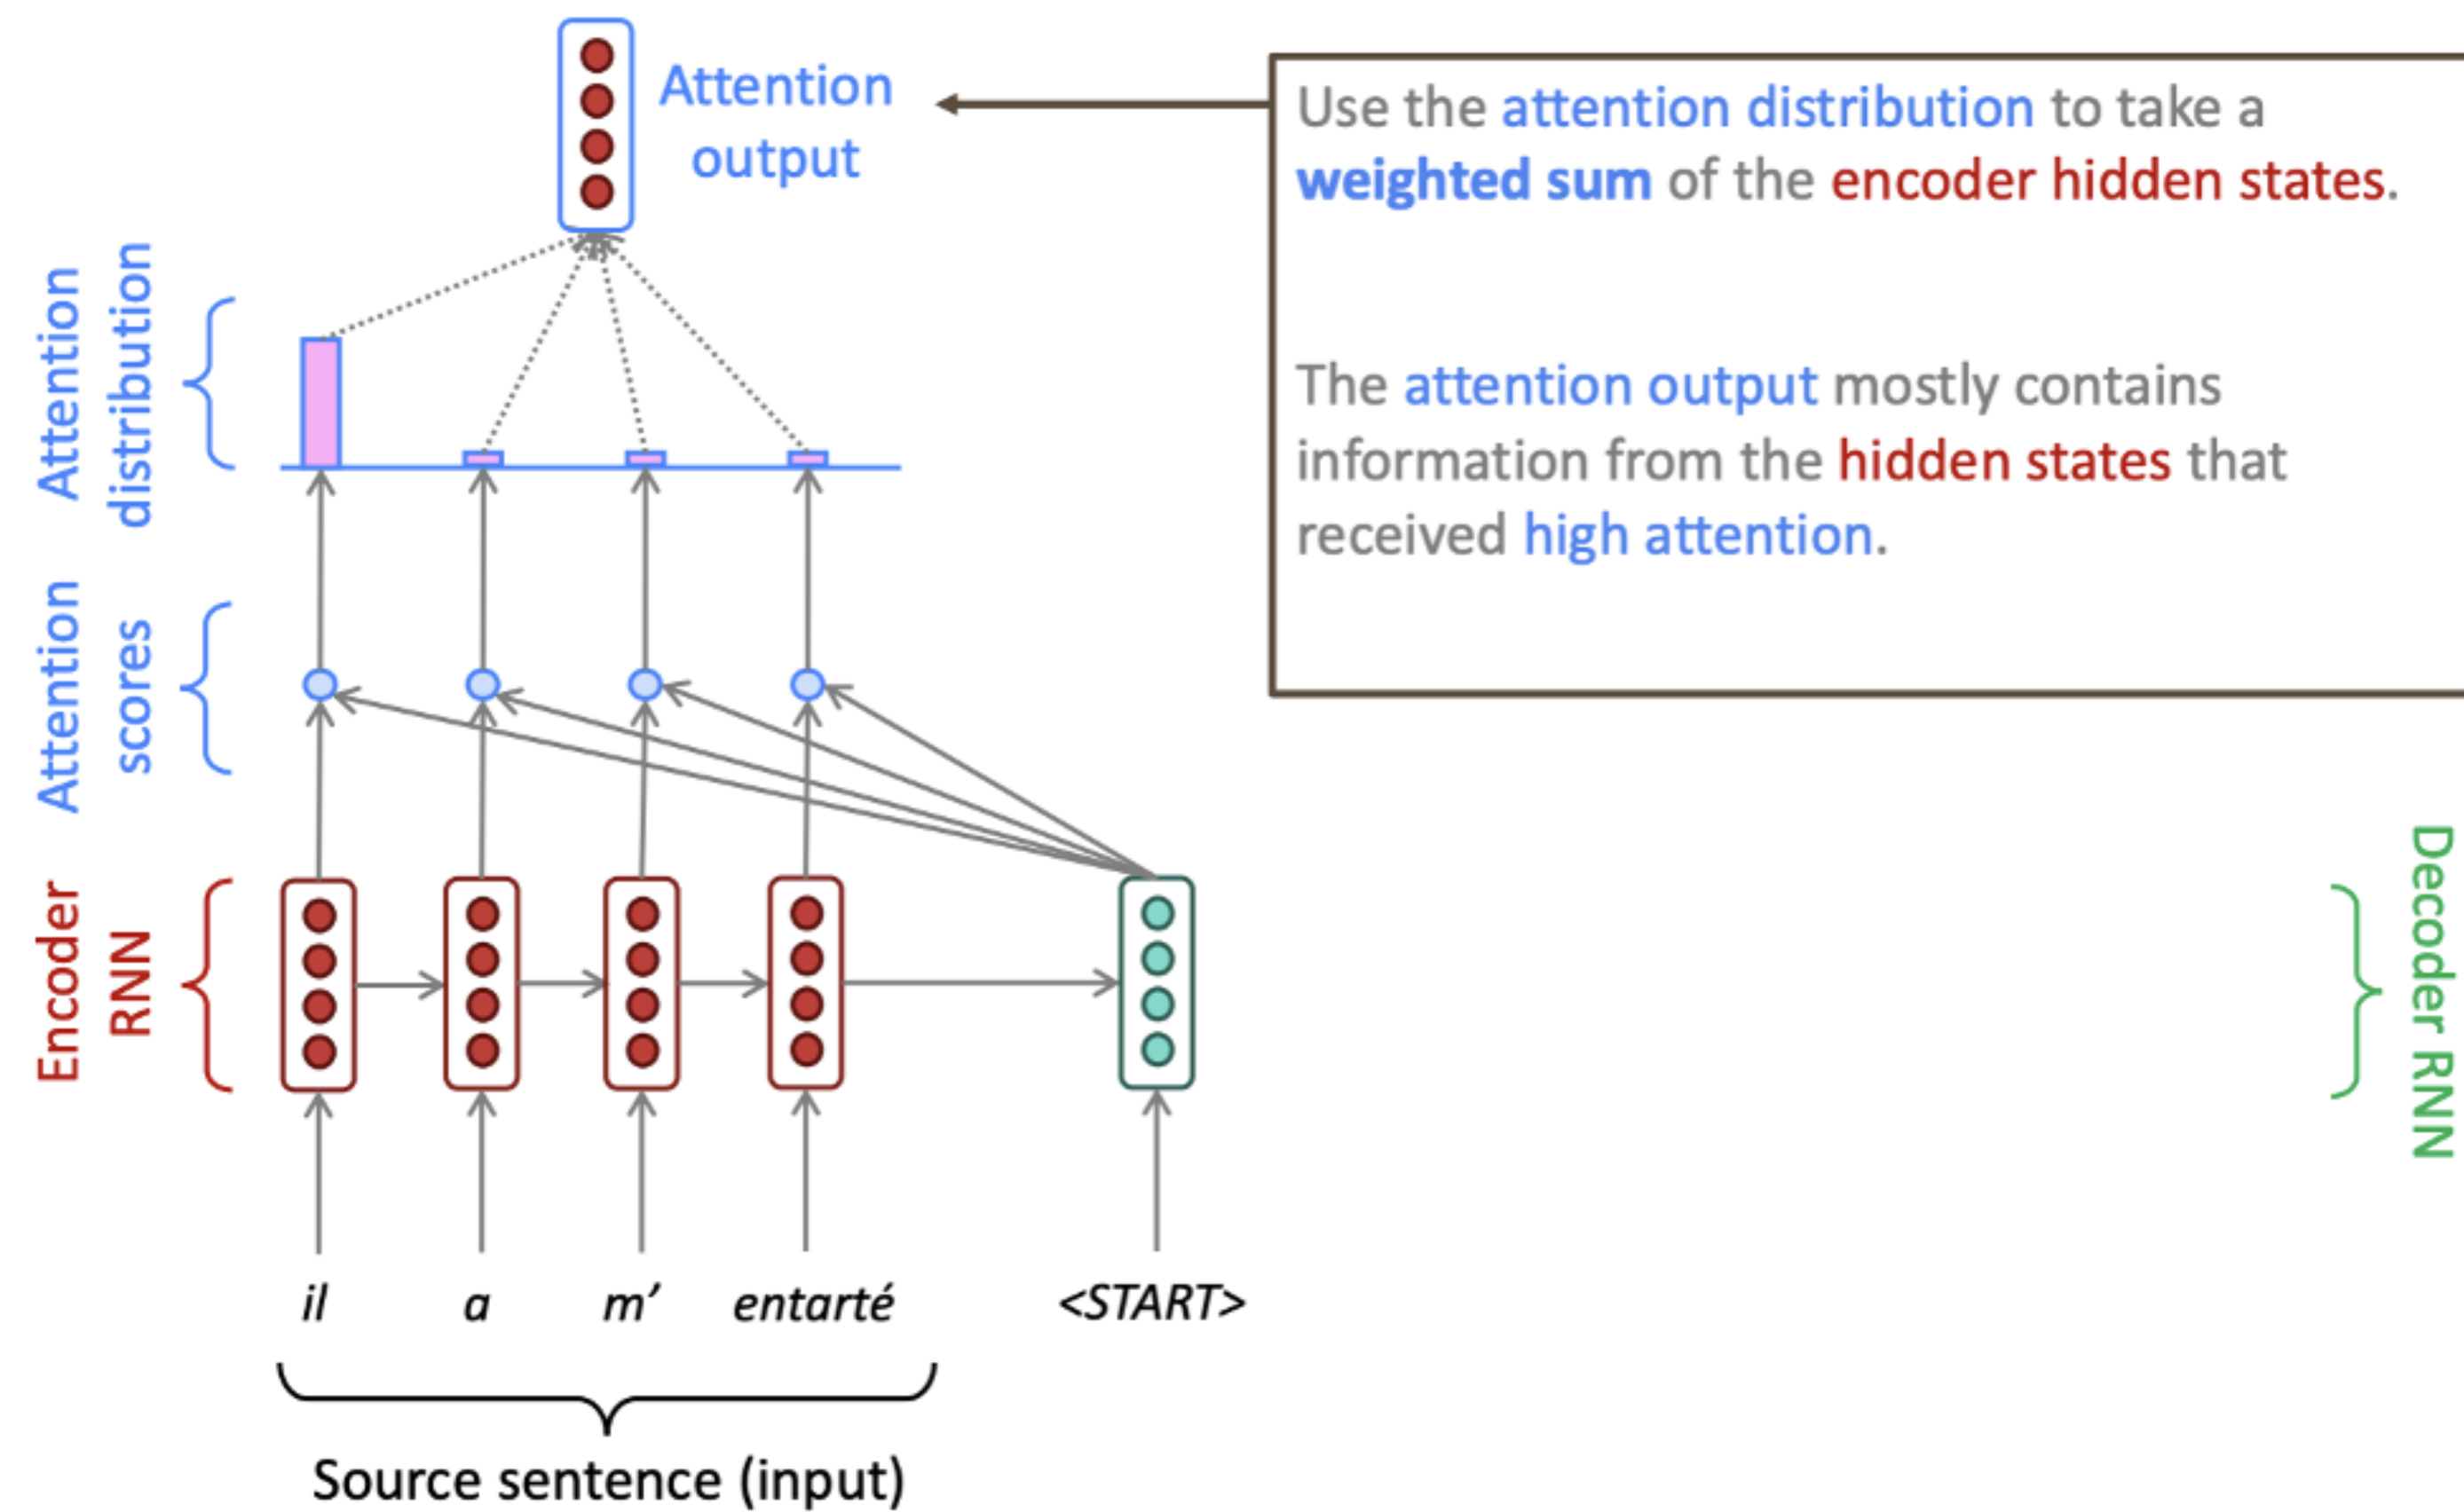 Attention
output
Use the attention distribution to take a
weighted sum of the encoder hidden states.
The attention output mostly contains
information from the hidden states that
received high attention.
Attention
distribution
Attention
scores
Encoder
RNN
Decoder RNN
il a m’ entarté <START>
Source sentence (input)